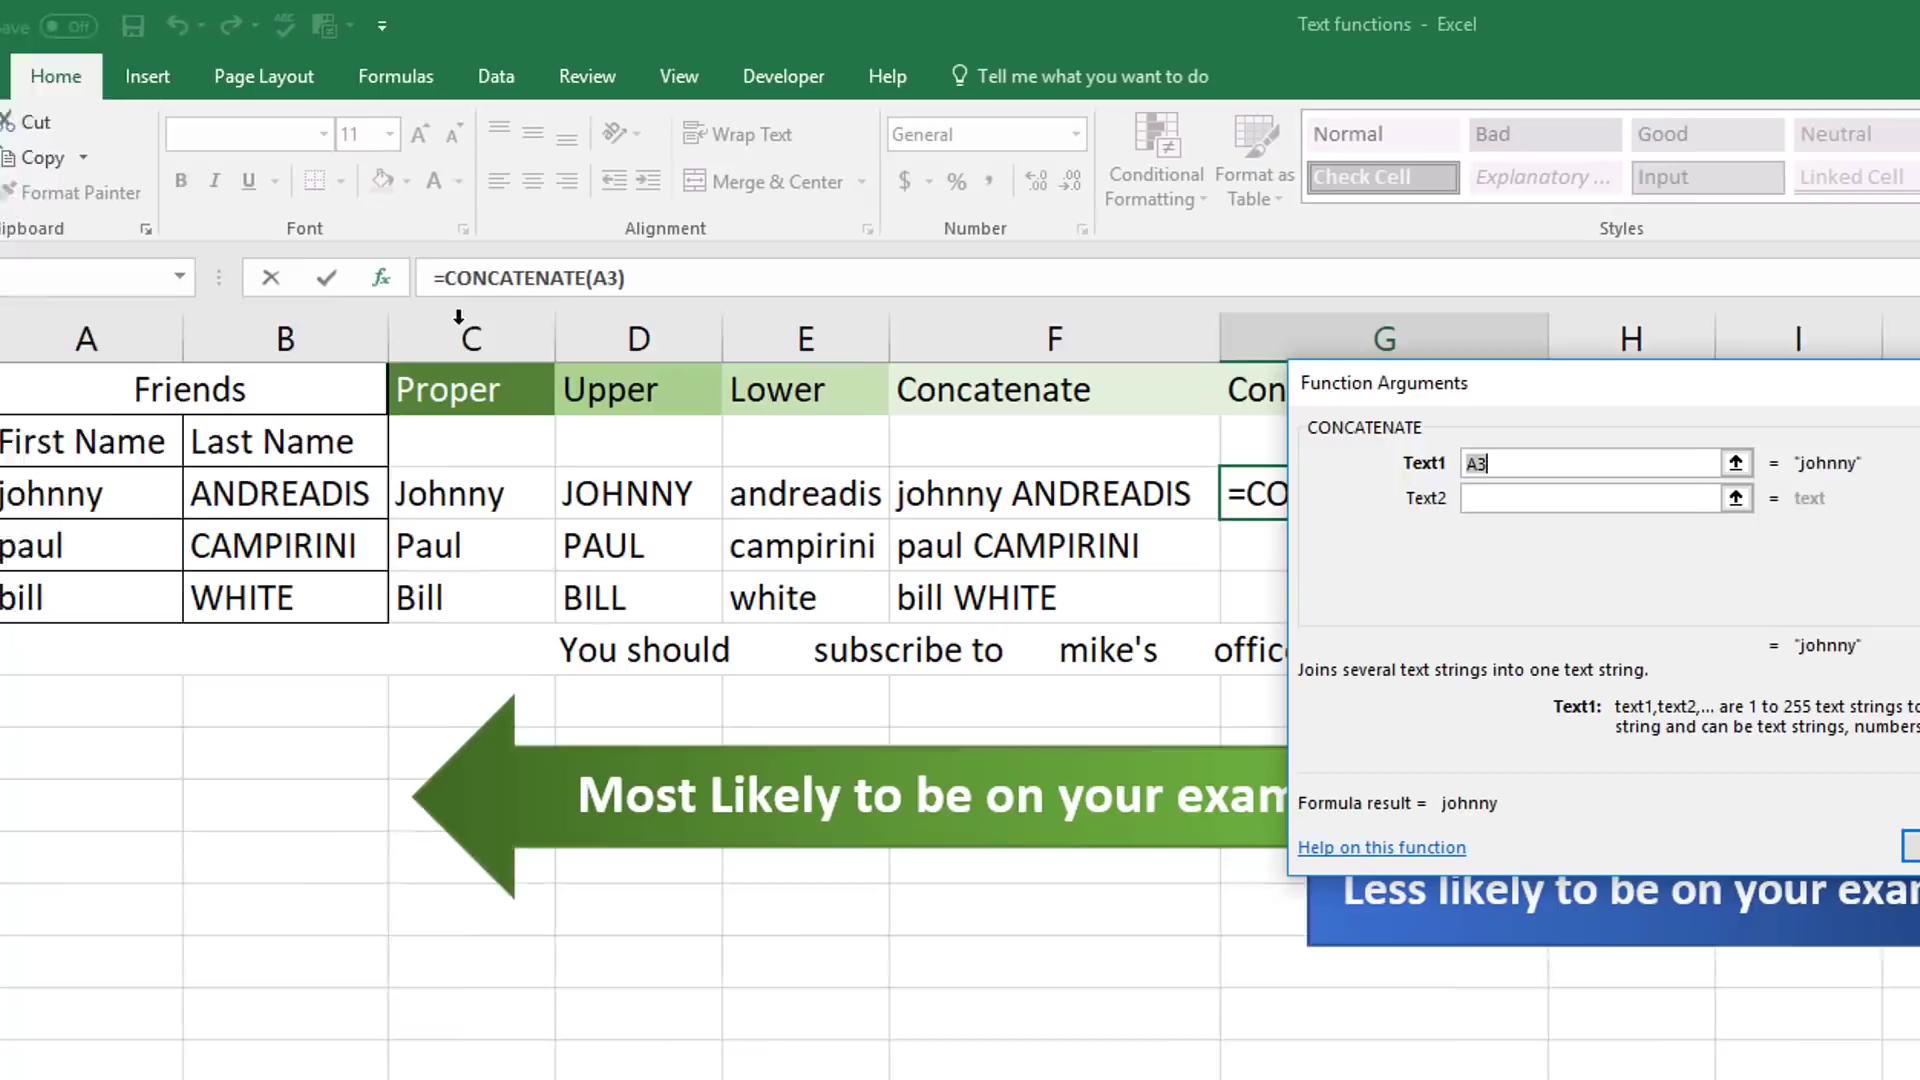 ave Off Text functions - Excel
Home Insert Page Layout Formulas Data Review View Developer Help Tell me what you want to do
Cut
Copy
Format Painter
11
Wrap Text
Merge & Center
General
Conditional Formatting
Format as Table
Normal Bad Good Neutral
Check Cell Explanatory ... Input Linked Cell
ipboard Font Alignment Number Styles
fx =CONCATENATE(A3)
A B C D E F G H I
Friends Proper Upper Lower Concatenate Con
First Name Last Name
johnny ANDREADIS Johnny JOHNNY andreadis johnny ANDREADIS =CO
paul CAMPIRINI Paul PAUL campirini paul CAMPIRINI
bill WHITE Bill BILL white bill WHITE
You should subscribe to mike's office
Most Likely to be on your exam
Less likely to be on your exa
Function Arguments
CONCATENATE
Text1 A3 = "johnny"
Text2 = text
= "johnny"
Joins several text strings into one text string.
Text1: text1,text2,... are 1 to 255 text strings to
string and can be text strings, numbers
Formula result = johnny
Help on this function